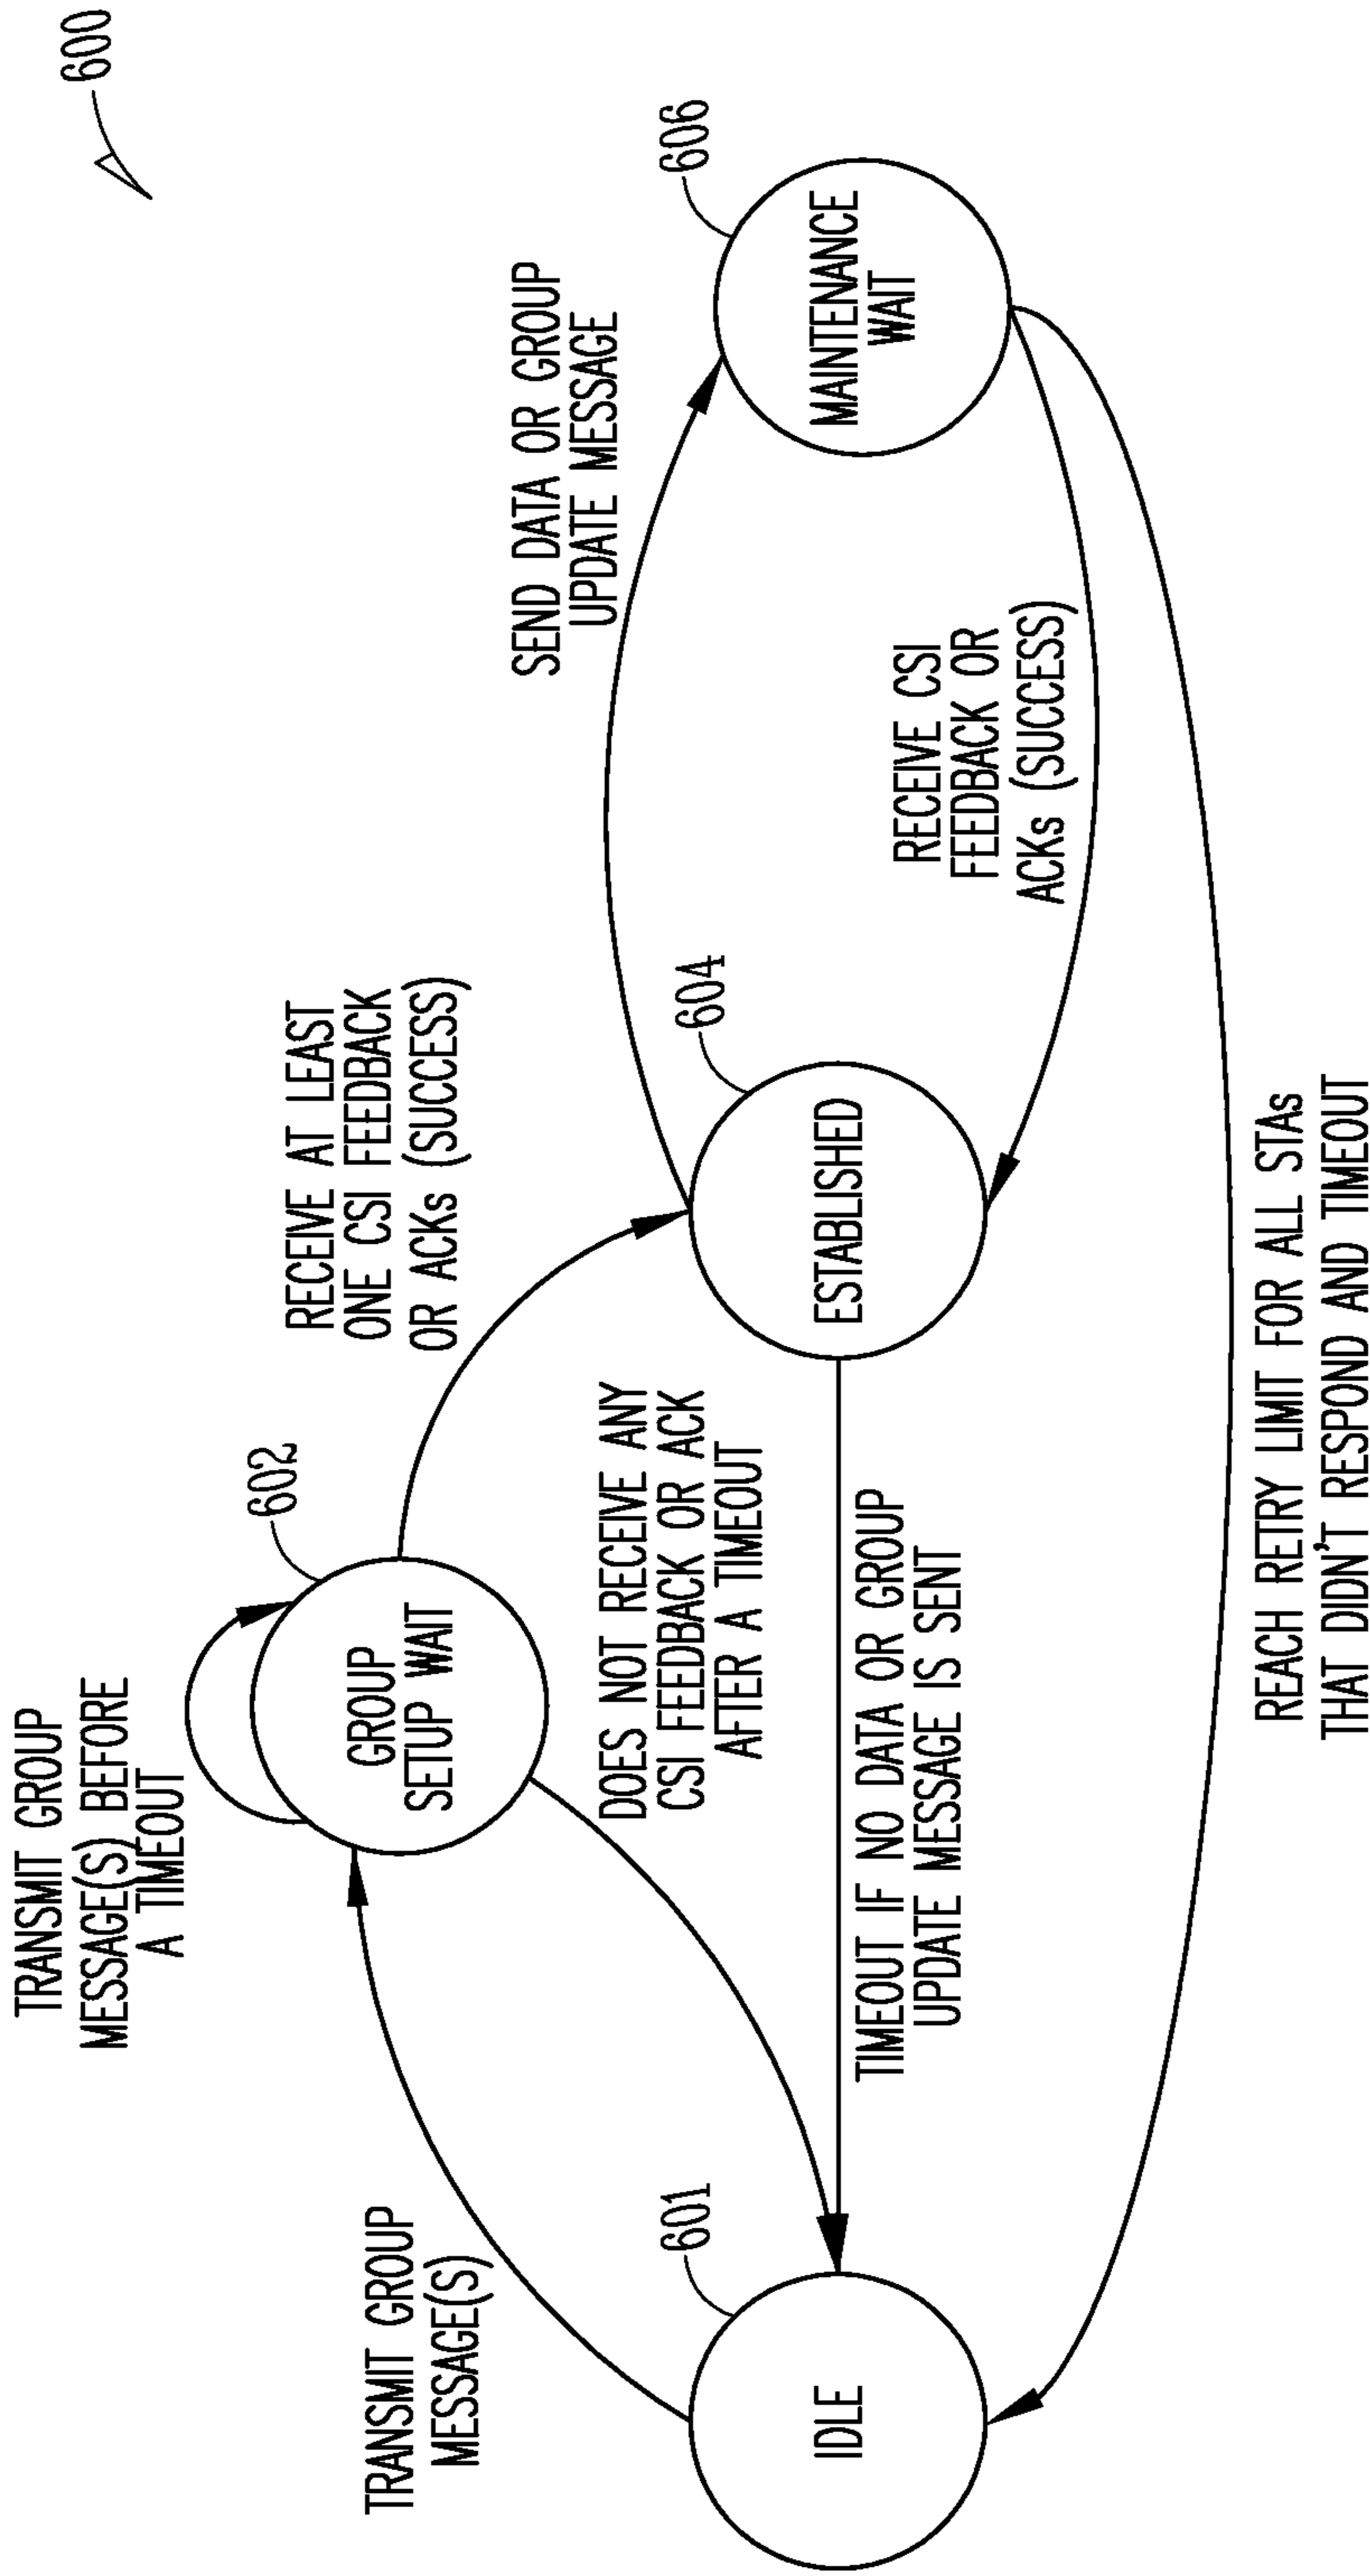 600
TRANSMIT GROUP
MESSAGE(S) BEFORE
A TIMEOUT
602
GROUP
SETUP WAIT
TRANSMIT GROUP
MESSAGE(S)
RECEIVE AT LEAST
ONE CSI FEEDBACK
OR ACKs (SUCCESS)
SEND DATA OR GROUP
UPDATE MESSAGE
DOES NOT RECEIVE ANY
CSI FEEDBACK OR ACK
AFTER A TIMEOUT
601
IDLE
604
ESTABLISHED
606
MAINTENANCE
WAIT
TIMEOUT IF NO DATA OR GROUP
UPDATE MESSAGE IS SENT
RECEIVE CSI
FEEDBACK OR
ACKs (SUCCESS)
REACH RETRY LIMIT FOR ALL STAs
THAT DIDN'T RESPOND AND TIMEOUT